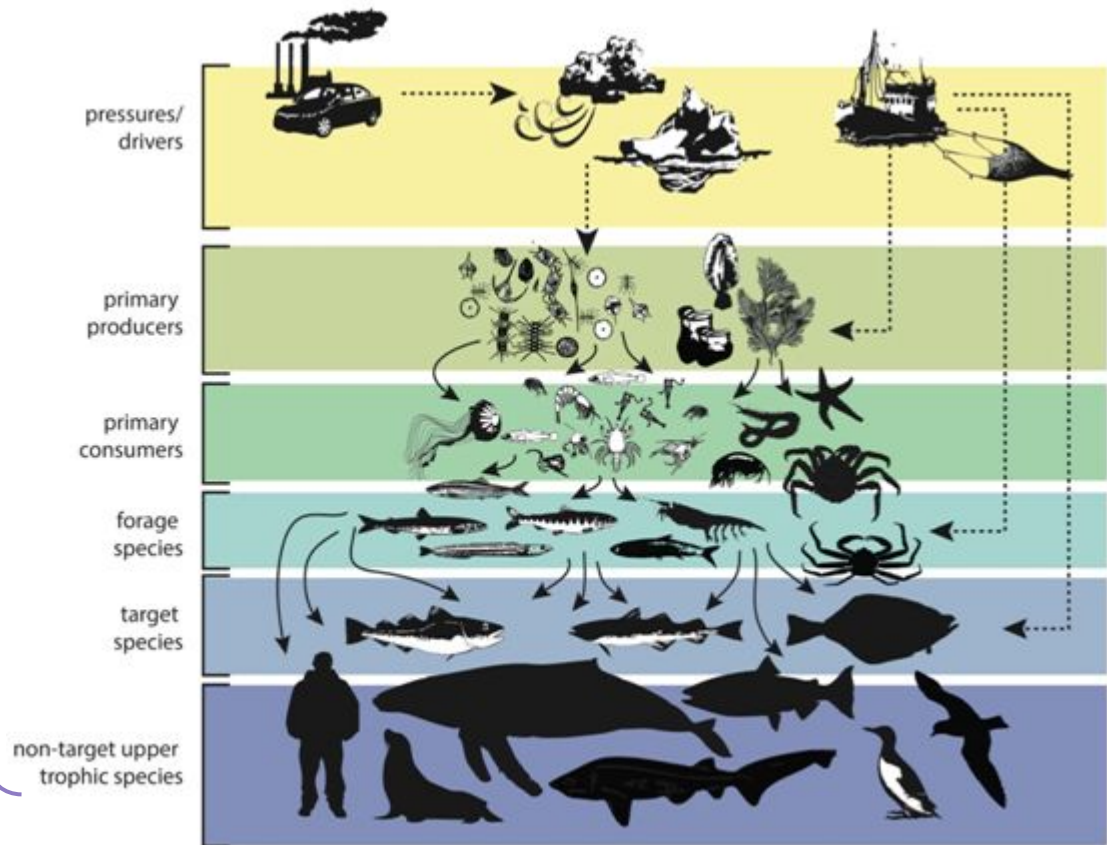 pressures/
drivers
primary
producers
primary
consumers
forage
species
target
species
non-target upper
trophic species